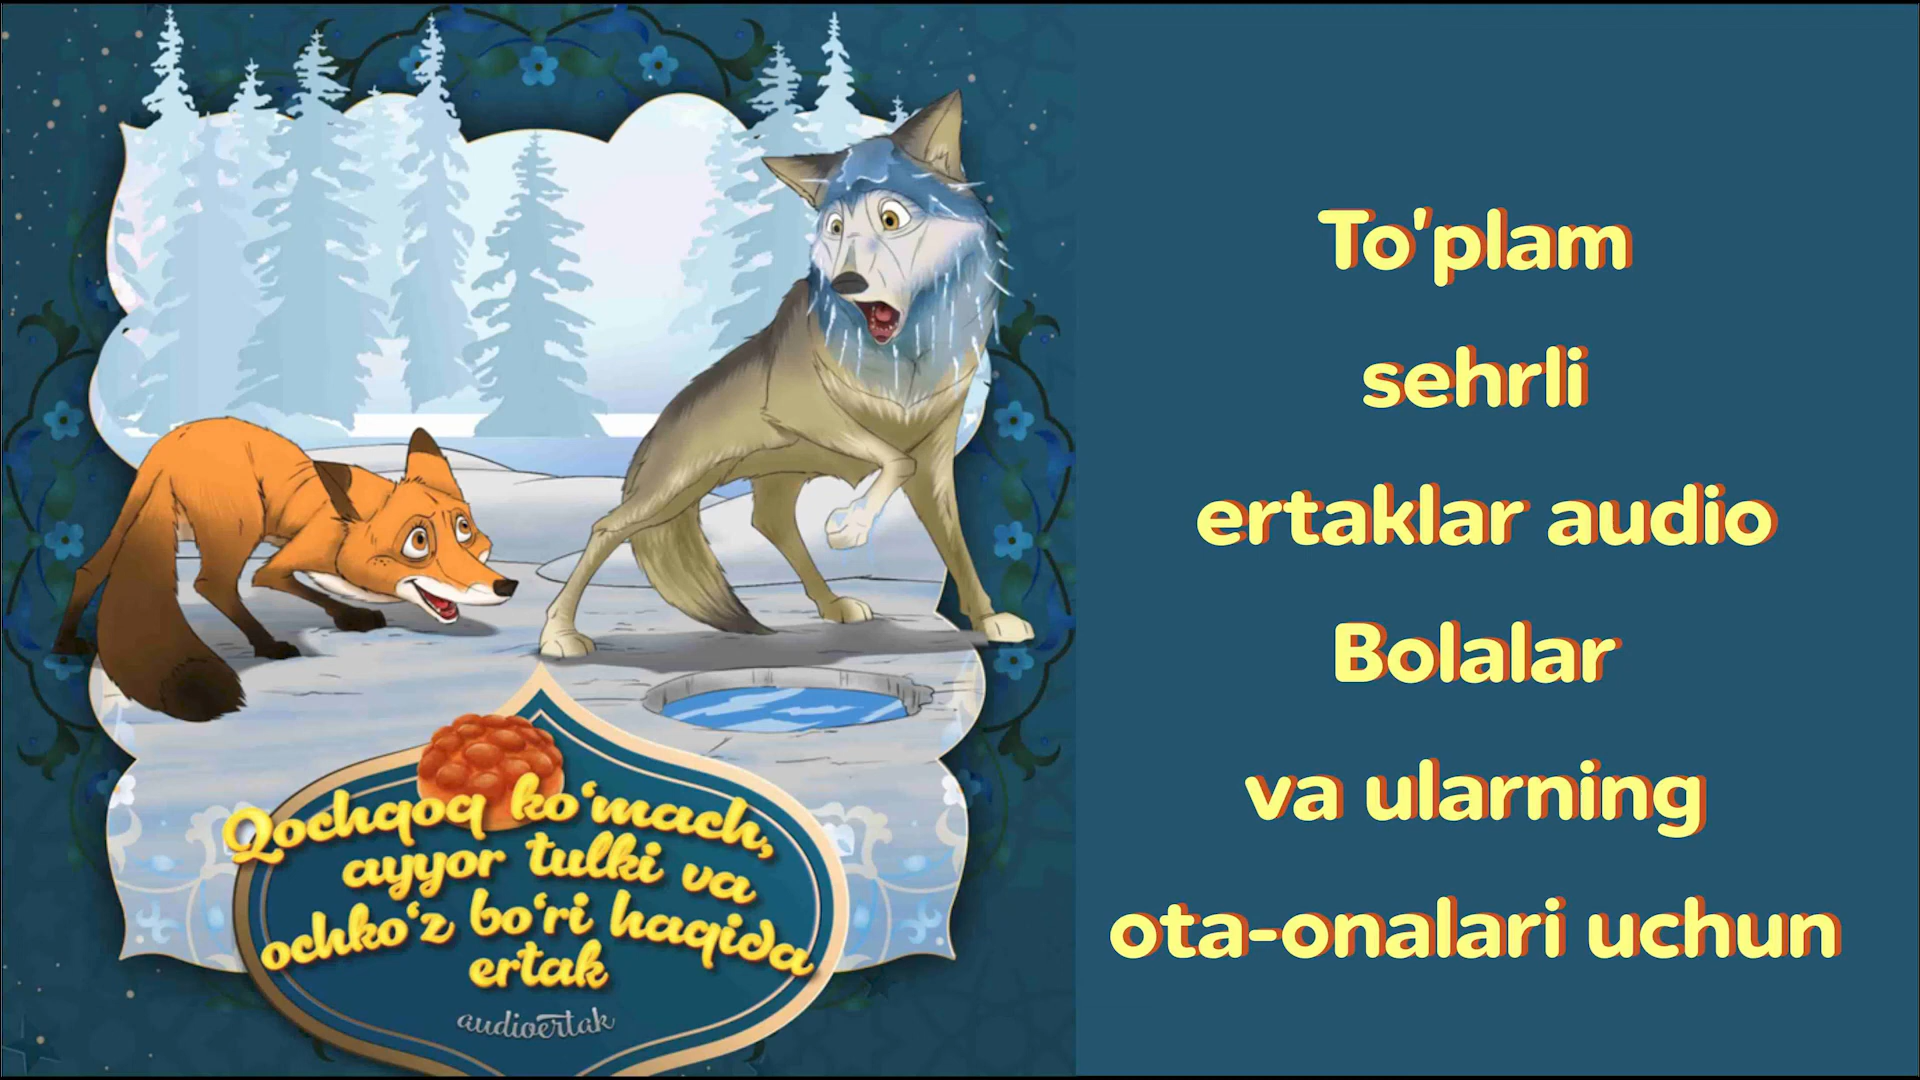 Qochqoq ko‘mach,
ayyor tulki va
ochko‘z bo‘ri haqida
ertak
audioertak
To'plam
sehrli
ertaklar audio
Bolalar
va ularning
ota-onalari uchun